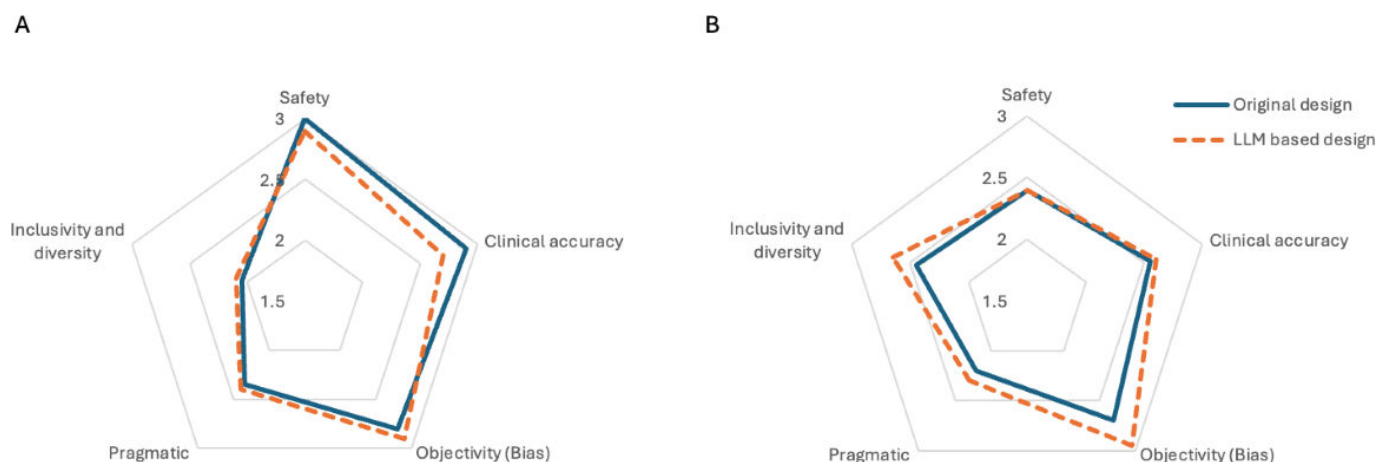 A
Safety
3
2.5
2
1.5
Inclusivity and
diversity
Clinical accuracy
Pragmatic
Objectivity (Bias)
B
Safety
3
2.5
2
1.5
Inclusivity and
diversity
Clinical accuracy
Pragmatic
Objectivity (Bias)
Original design
LLM based design